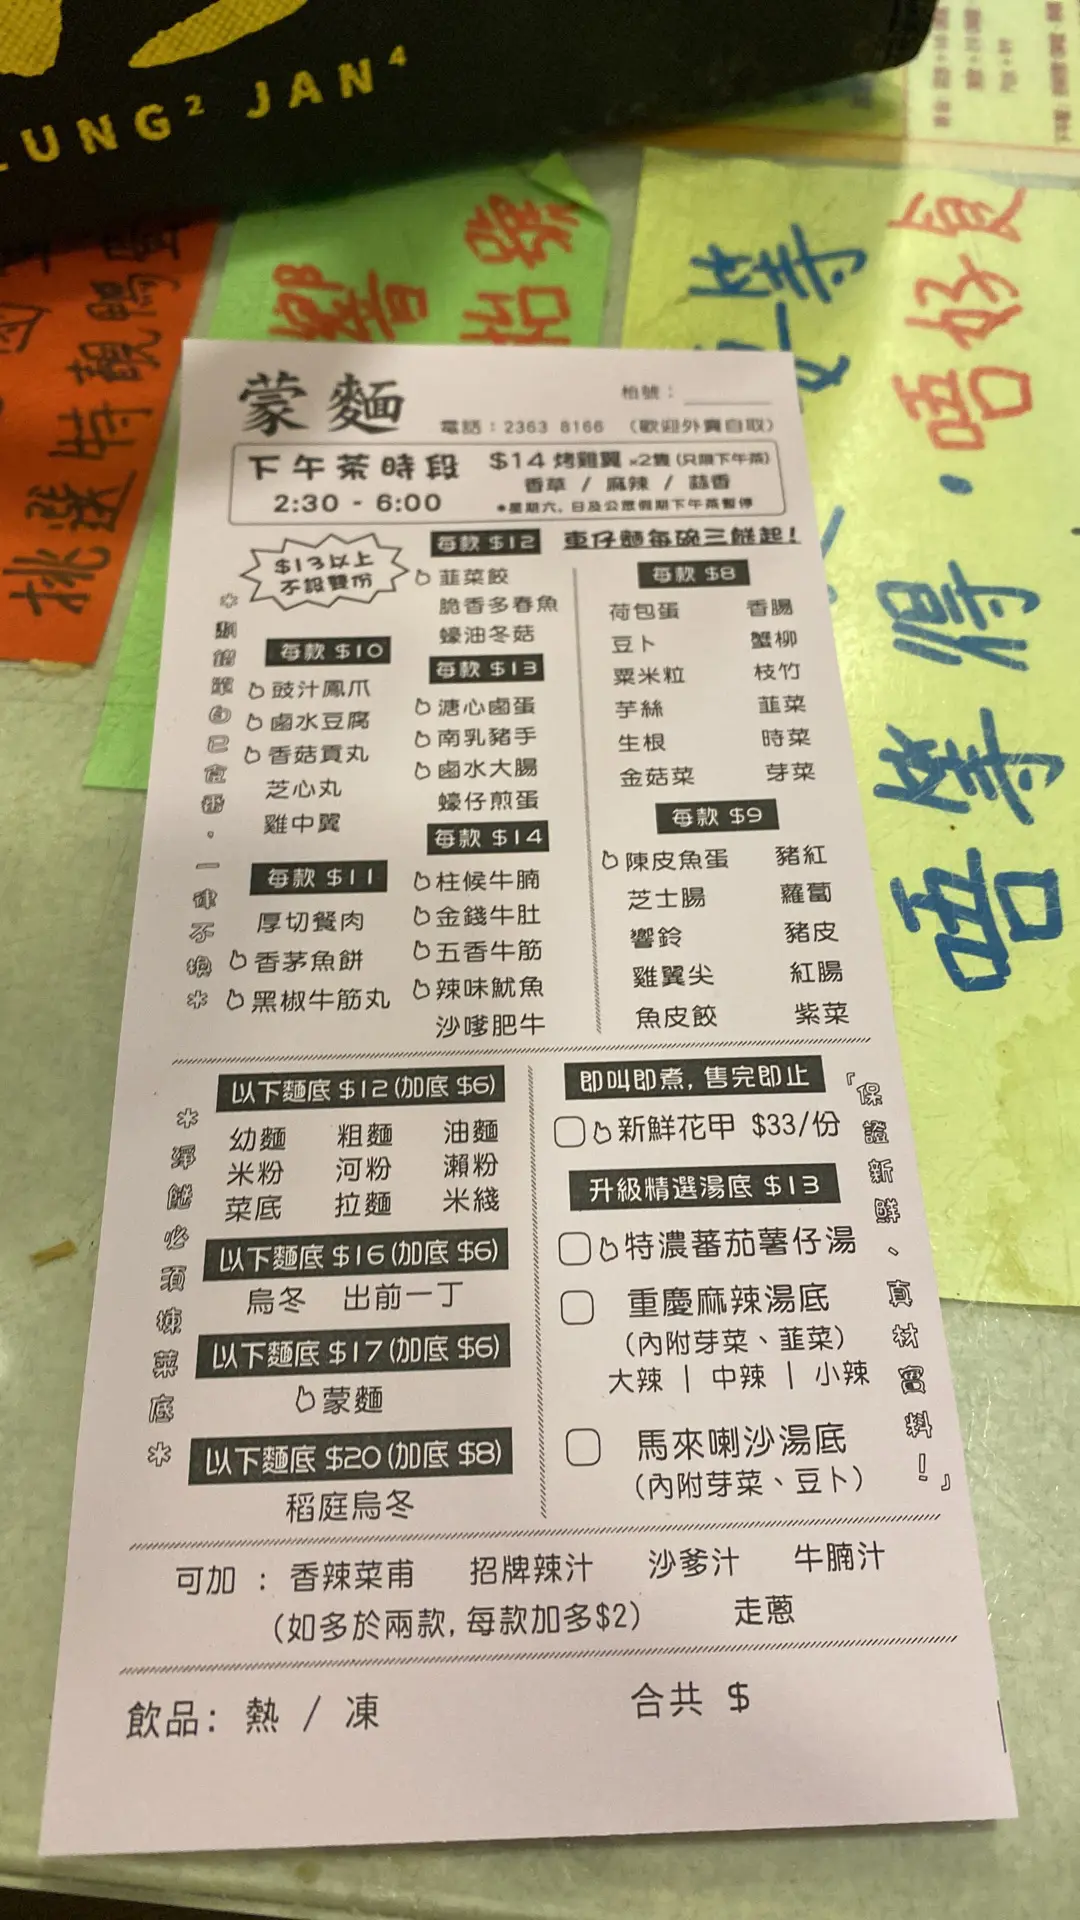 LUNG² JAN⁴
挑選特靚鴨
唔好食
唔得
蒙麵
枱號：
電話：2363 8166 （歡迎外賣自取）
下午茶時段
2:30 - 6:00
$14 烤雞翼 x2隻 (只限下午茶)
香草 / 麻辣 / 蒜香
*星期六, 日及公眾假期下午茶暫停
$13以上
不設雙份
車仔麵每碗三餸起!
每款 $10
豉汁鳳爪
鹵水豆腐
香菇貢丸
芝心丸
雞中翼
每款 $11
厚切餐肉
香茅魚餅
黑椒牛筋丸
每款 $12
韮菜餃
脆香多春魚
蠔油冬菇
每款 $13
溏心鹵蛋
南乳豬手
鹵水大腸
蠔仔煎蛋
每款 $14
柱候牛腩
金錢牛肚
五香牛筋
辣味魷魚
沙嗲肥牛
每款 $8
荷包蛋 香腸
豆卜 蟹柳
粟米粒 枝竹
芋絲 韮菜
生根 時菜
金菇菜 芽菜
每款 $9
陳皮魚蛋 豬紅
芝士腸 蘿蔔
響鈴 豬皮
雞翼尖 紅腸
魚皮餃 紫菜
*淨餸必須揀菜底*
以下麵底 $12 (加底 $6)
幼麵 粗麵 油麵
米粉 河粉 瀨粉
菜底 拉麵 米綫
以下麵底 $16 (加底 $6)
烏冬 出前一丁
以下麵底 $17 (加底 $6)
蒙麵
以下麵底 $20 (加底 $8)
稻庭烏冬
即叫即煮, 售完即止
新鮮花甲 $33/份
升級精選湯底 $13
特濃蕃茄薯仔湯
重慶麻辣湯底
(內附芽菜、韮菜)
大辣 | 中辣 | 小辣
馬來喇沙湯底
(內附芽菜、豆卜)
『保證新鮮、真材實料！』
可加 : 香辣菜甫 招牌辣汁 沙爹汁 牛腩汁
(如多於兩款, 每款加多$2) 走蔥
飲品: 熱 / 凍
合共 $